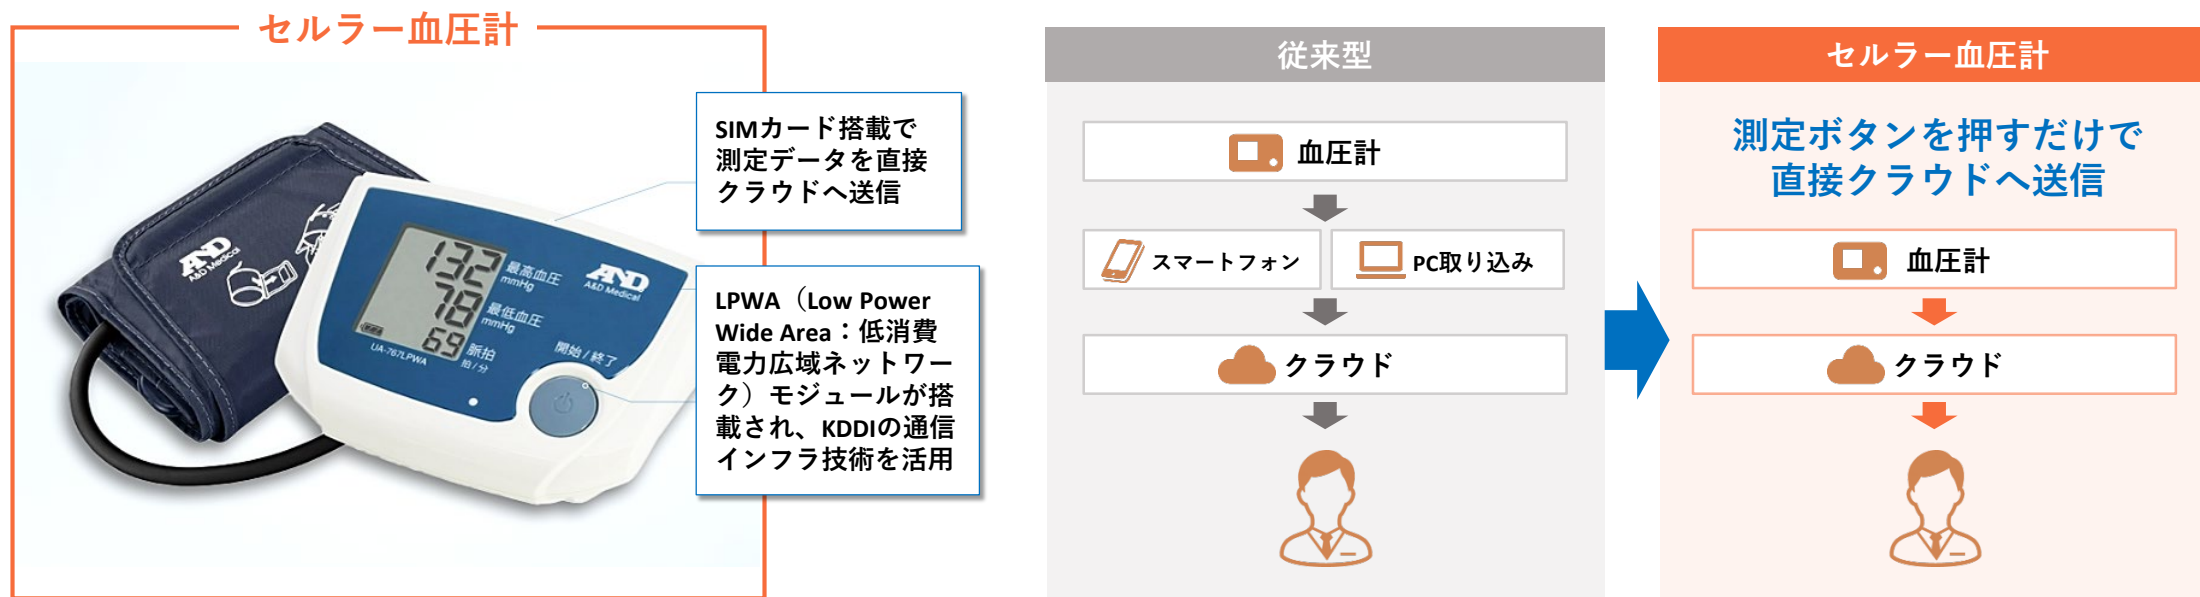 セルラー血圧計
SIMカード搭載で
測定データを直接
クラウドへ送信
AND
A&D Medical
132
最高血圧
mmHg
78
最低血圧
mmHg
69
脈拍
拍/分
UA-767LPWA
AND
A&D Medical
開始/終了
LPWA（Low Power
Wide Area：低消費
電力広域ネットワー
ク）モジュールが搭
載され、KDDIの通信
インフラ技術を活用
従来型
血圧計
スマートフォン
PC取り込み
クラウド
セルラー血圧計
測定ボタンを押すだけで
直接クラウドへ送信
血圧計
クラウド